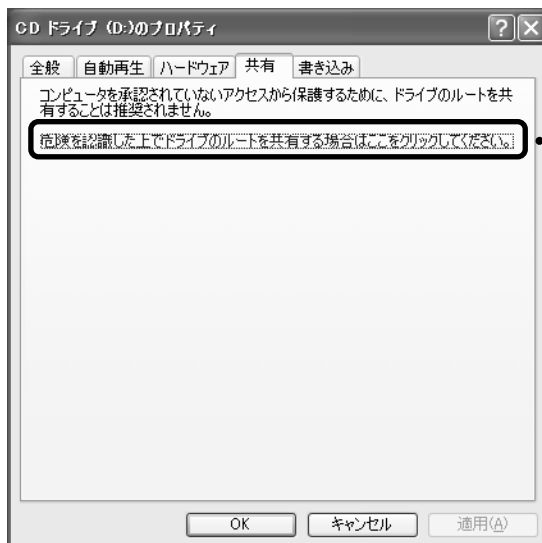 CD ドライブ (D:)のプロパティ
全般 自動再生 ハードウェア 共有 書き込み
コンピュータを承認されていないアクセスから保護するために、ドライブのルートを共
有することは推奨されません。
危険を認識した上でドライブのルートを共有する場合はここをクリックしてください。
OK キャンセル 適用(A)